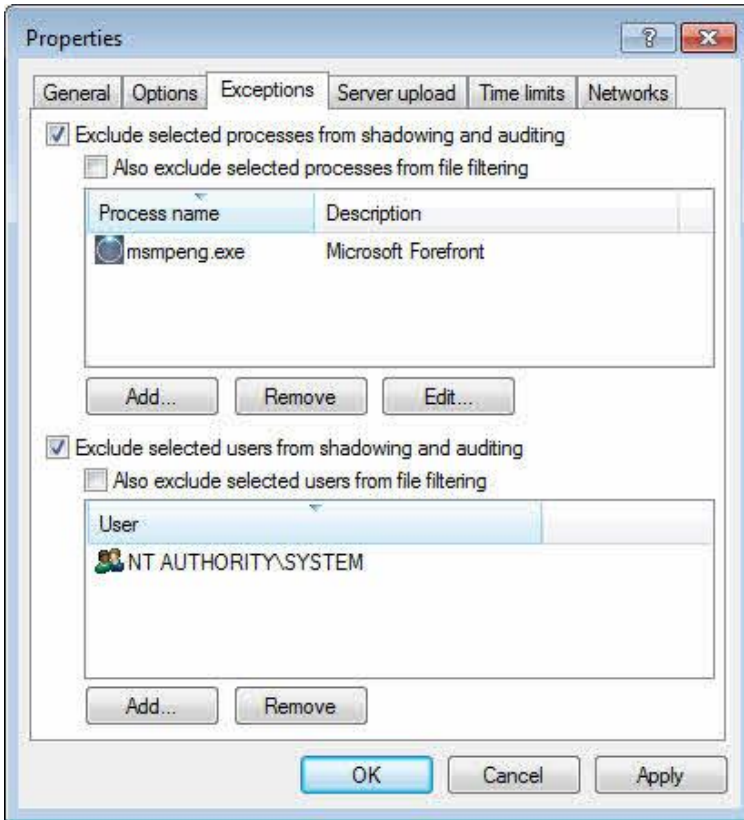 Properties
General Options Exceptions Server upload Time limits Networks
Exclude selected processes from shadowing and auditing
Also exclude selected processes from file filtering
Process name Description
msmpeng.exe Microsoft Forefront
Add... Remove Edit...
Exclude selected users from shadowing and auditing
Also exclude selected users from file filtering
User
NT AUTHORITY\SYSTEM
Add... Remove
OK Cancel Apply